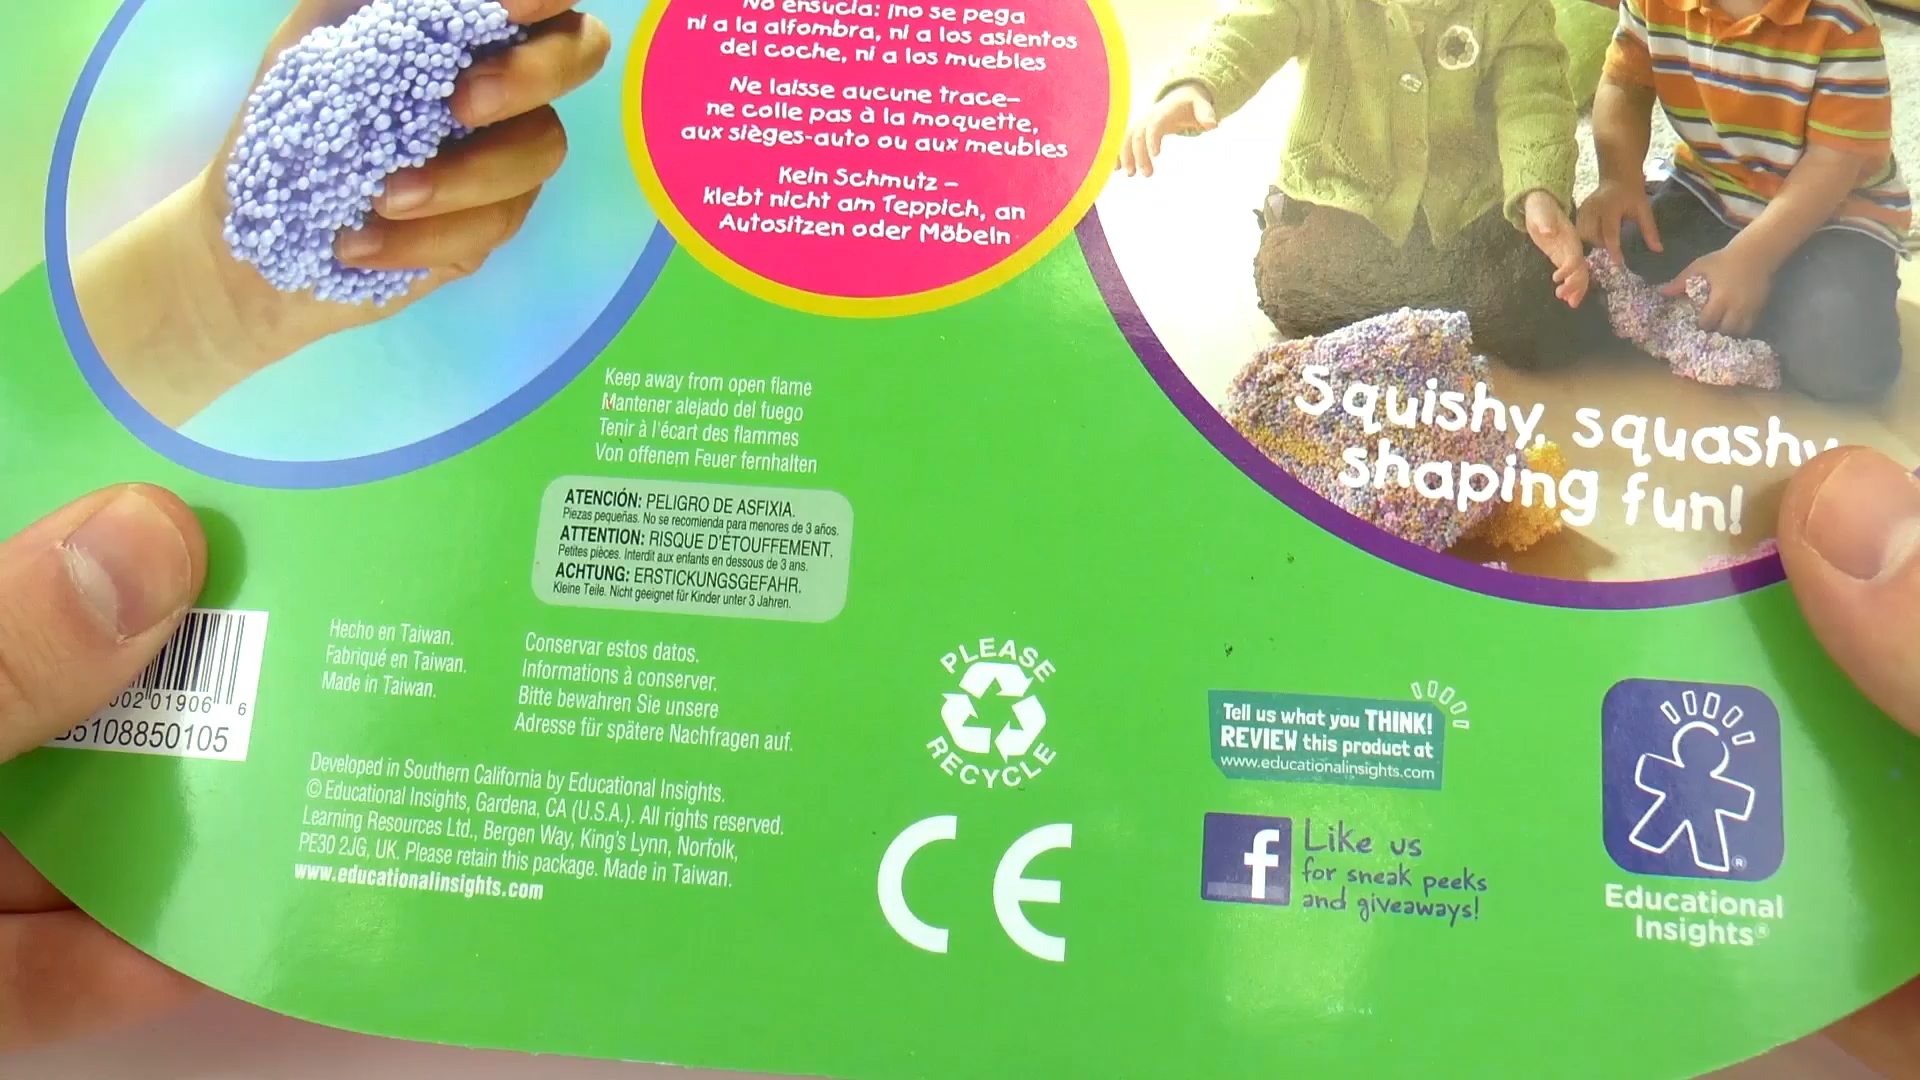 No ensucia: ¡no se pega
ni a la alfombra, ni a los asientos
del coche, ni a los muebles
Ne laisse aucune trace–
ne colle pas à la moquette,
aux sièges-auto ou aux meubles
Kein Schmutz –
klebt nicht am Teppich, an
Autositzen oder Möbeln
Squishy, squashy
shaping fun!
Keep away from open flame
Mantener alejado del fuego
Tenir à l'écart des flammes
Von offenem Feuer fernhalten
ATENCIÓN: PELIGRO DE ASFIXIA.
Piezas pequeñas. No se recomienda para menores de 3 años.
ATTENTION: RISQUE D'ÉTOUFFEMENT.
Petites pièces. Interdit aux enfants en dessous de 3 ans.
ACHTUNG: ERSTICKUNGSGEFAHR.
Kleine Teile. Nicht geeignet für Kinder unter 3 Jahren.
02 01906 6
5108850105
Hecho en Taiwan.
Fabriqué en Taiwan.
Made in Taiwan.
Conservar estos datos.
Informations à conserver.
Bitte bewahren Sie unsere
Adresse für spätere Nachfragen auf.
Developed in Southern California by Educational Insights.
© Educational Insights, Gardena, CA (U.S.A.). All rights reserved.
Learning Resources Ltd., Bergen Way, King's Lynn, Norfolk,
PE30 2JG, UK. Please retain this package. Made in Taiwan.
www.educationalinsights.com
PLEASE
RECYCLE
CE
Tell us what you THINK!
REVIEW this product at
www.educationalinsights.com
f
Like us
for sneak peeks
and giveaways!
Educational
Insights®